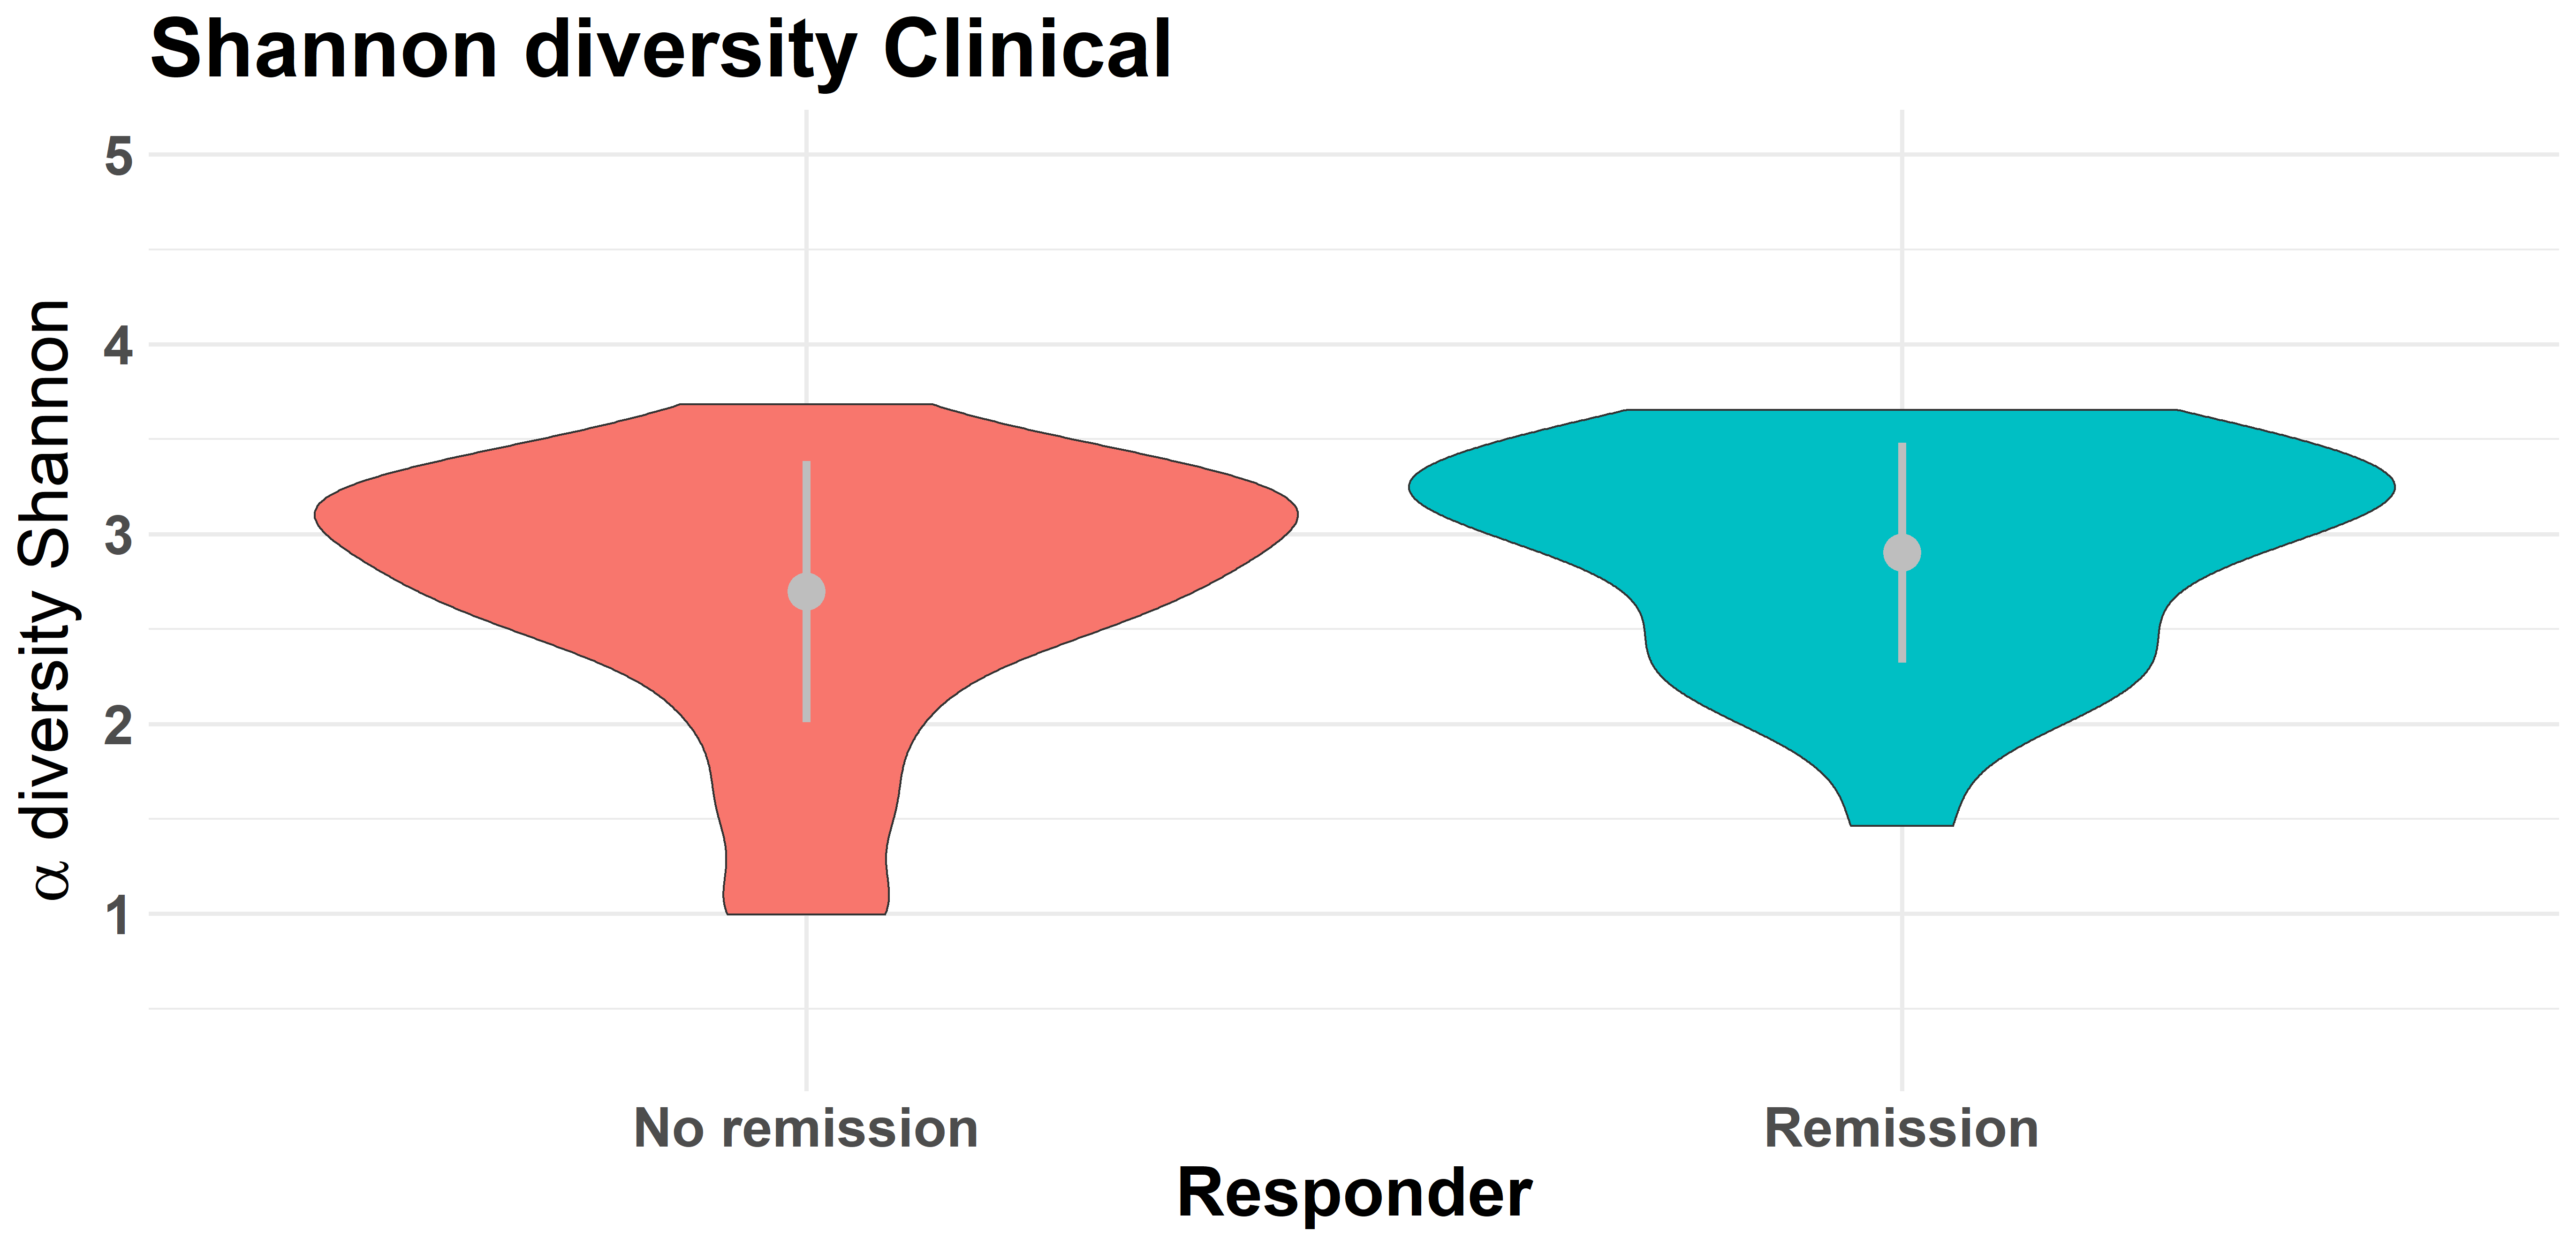 Shannon diversity Clinical
α diversity Shannon
5
4
3
2
1
No remission
Remission
Responder